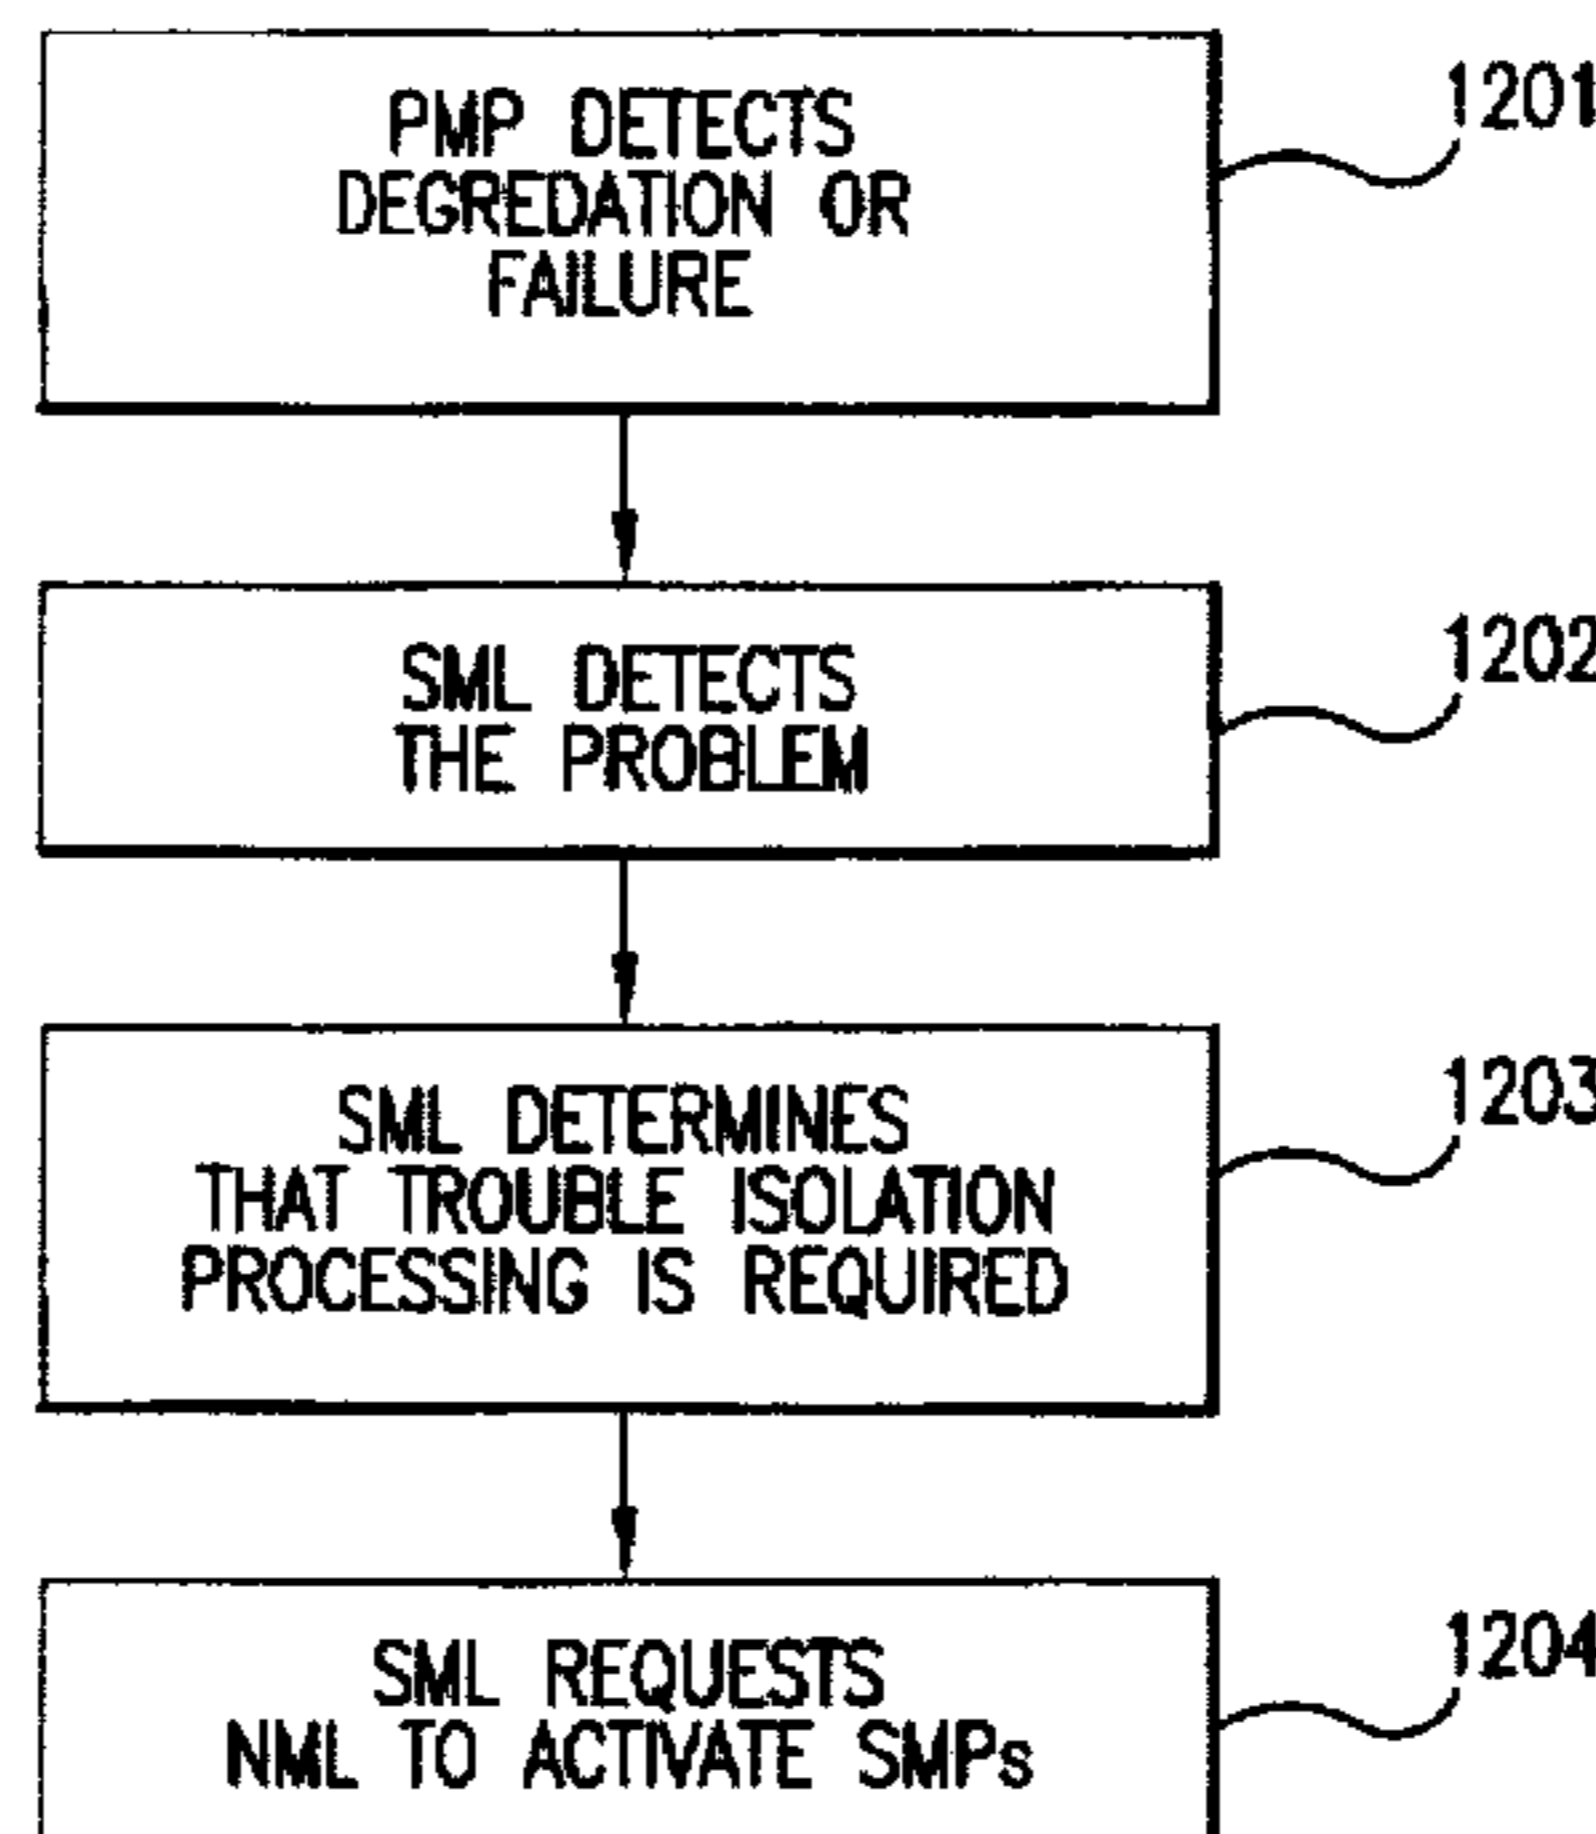 PMP DETECTS
DEGREDATION OR
FAILURE
1201
SML DETECTS
THE PROBLEM
1202
SML DETERMINES
THAT TROUBLE ISOLATION
PROCESSING IS REQUIRED
1203
SML REQUESTS
NML TO ACTIVATE SMPs
1204